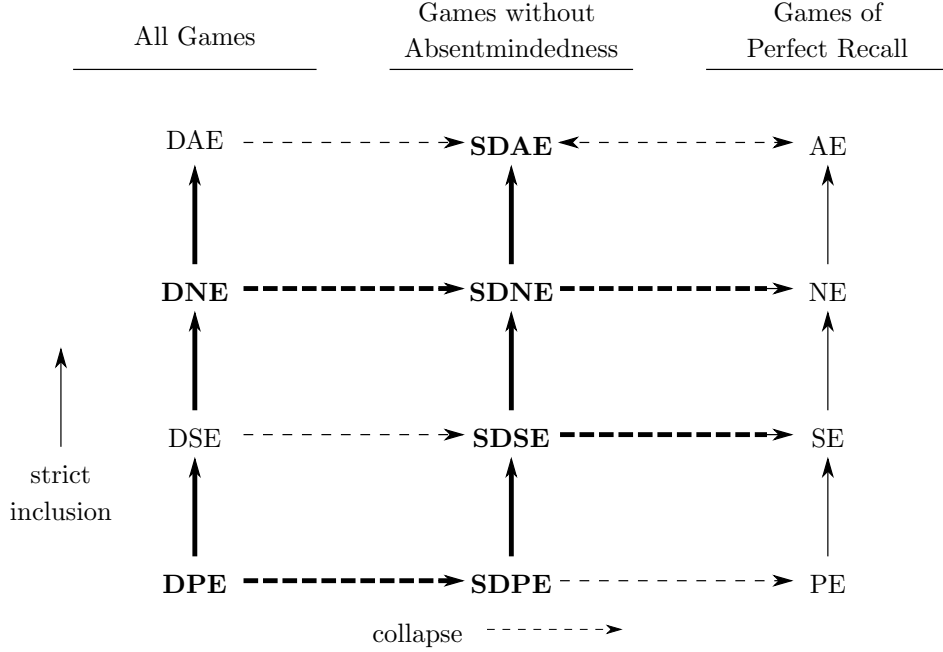 All Games
Games without
Absentmindedness
Games of
Perfect Recall
DAE
SDAE
AE
DNE
SDNE
NE
DSE
SDSE
SE
strict
inclusion
DPE
SDPE
PE
collapse